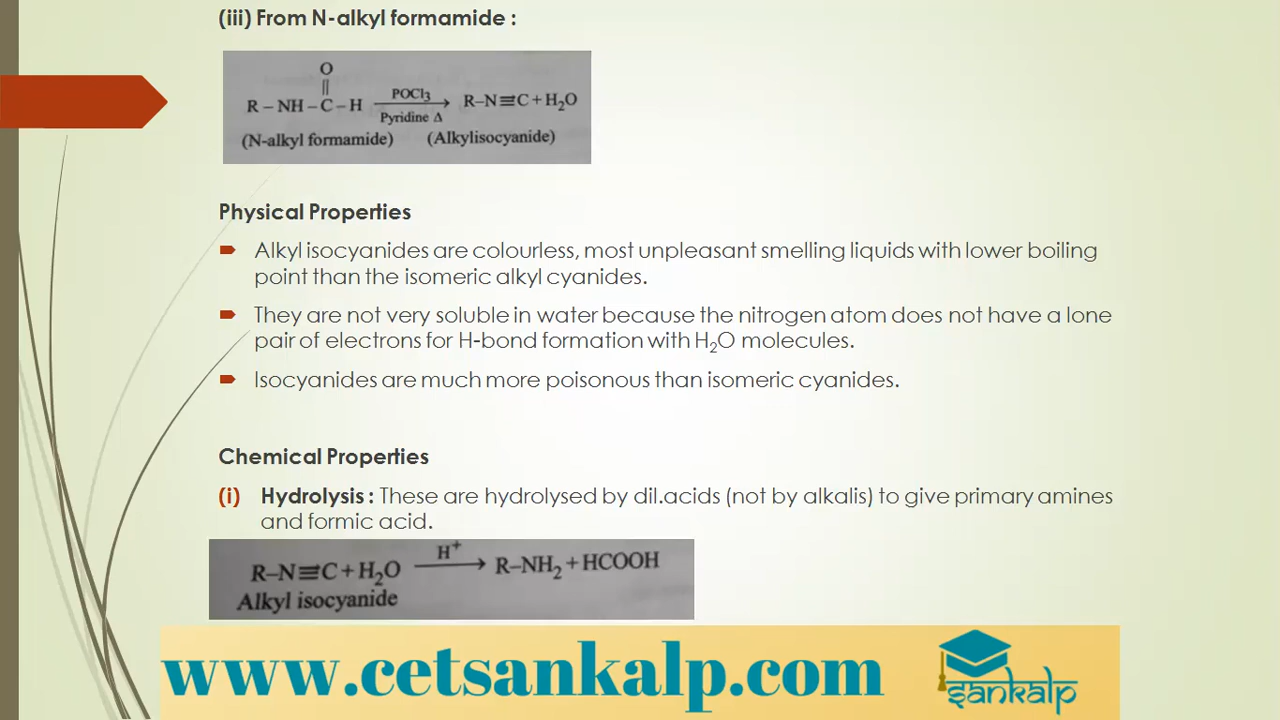 (iii) From N-alkyl formamide :
O
||
R – NH – C – H POCl₃ Pyridine Δ → R–N≡C + H₂O
(N-alkyl formamide) (Alkylisocyanide)
Physical Properties
Alkyl isocyanides are colourless, most unpleasant smelling liquids with lower boiling
point than the isomeric alkyl cyanides.
They are not very soluble in water because the nitrogen atom does not have a lone
pair of electrons for H-bond formation with H₂O molecules.
Isocyanides are much more poisonous than isomeric cyanides.
Chemical Properties
(i) Hydrolysis : These are hydrolysed by dil.acids (not by alkalis) to give primary amines
and formic acid.
R–N≡C + H₂O H⁺ → R–NH₂ + HCOOH
Alkyl isocyanide
www.cetsankalp.com
संnkalp